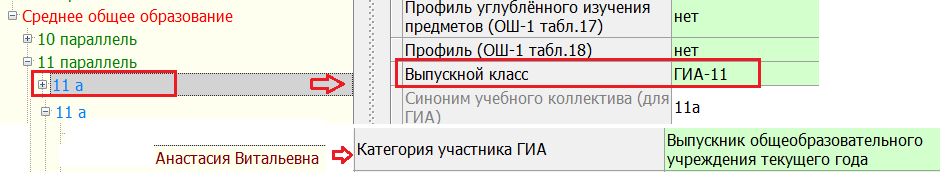 Среднее общее образование
10 параллель
11 параллель
11 а
11 а
Профиль углублённого изучения
предметов (ОШ-1 табл.17)
нет
Профиль (ОШ-1 табл.18)
нет
Выпускной класс
ГИА-11
Синоним учебного коллектива (для
ГИА)
11а
Анастасия Витальевна
Категория участника ГИА
Выпускник общеобразовательного
учреждения текущего года